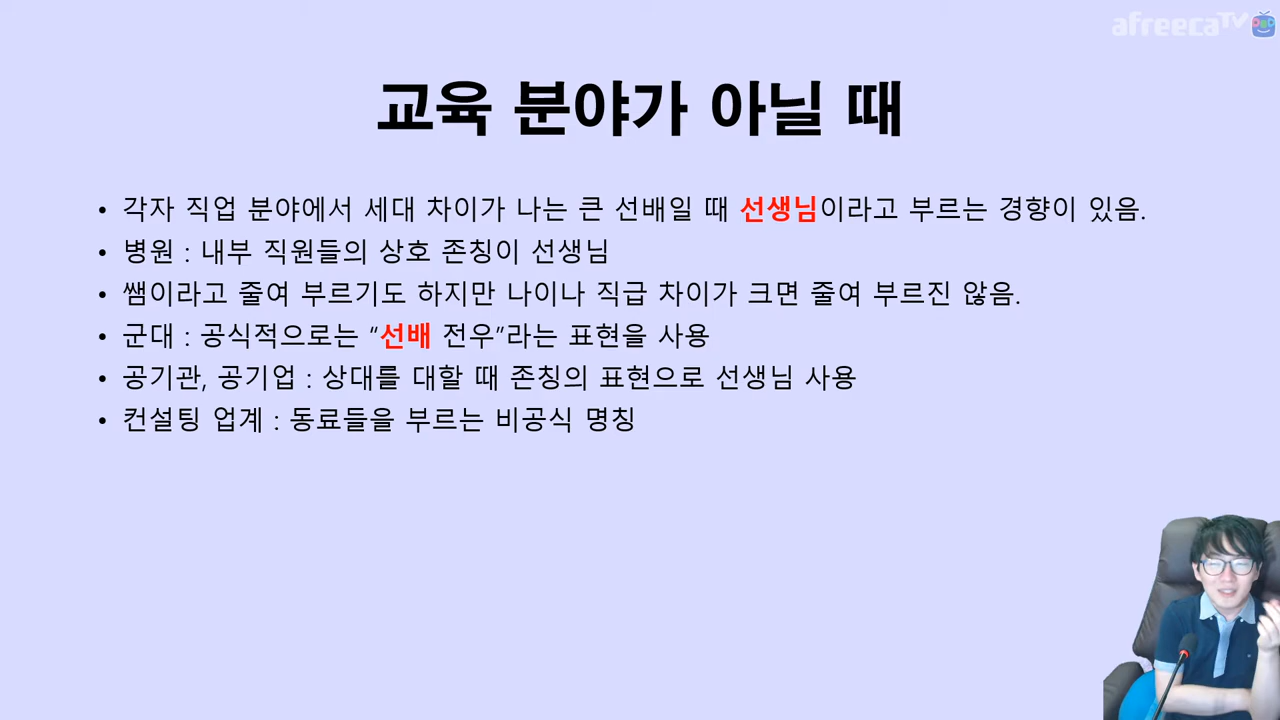 afreecaTV
교육 분야가 아닐 때
• 각자 직업 분야에서 세대 차이가 나는 큰 선배일 때 선생님이라고 부르는 경향이 있음.
• 병원 : 내부 직원들의 상호 존칭이 선생님
• 쌤이라고 줄여 부르기도 하지만 나이나 직급 차이가 크면 줄여 부르진 않음.
• 군대 : 공식적으로는 “선배 전우”라는 표현을 사용
• 공기관, 공기업 : 상대를 대할 때 존칭의 표현으로 선생님 사용
• 컨설팅 업계 : 동료들을 부르는 비공식 명칭